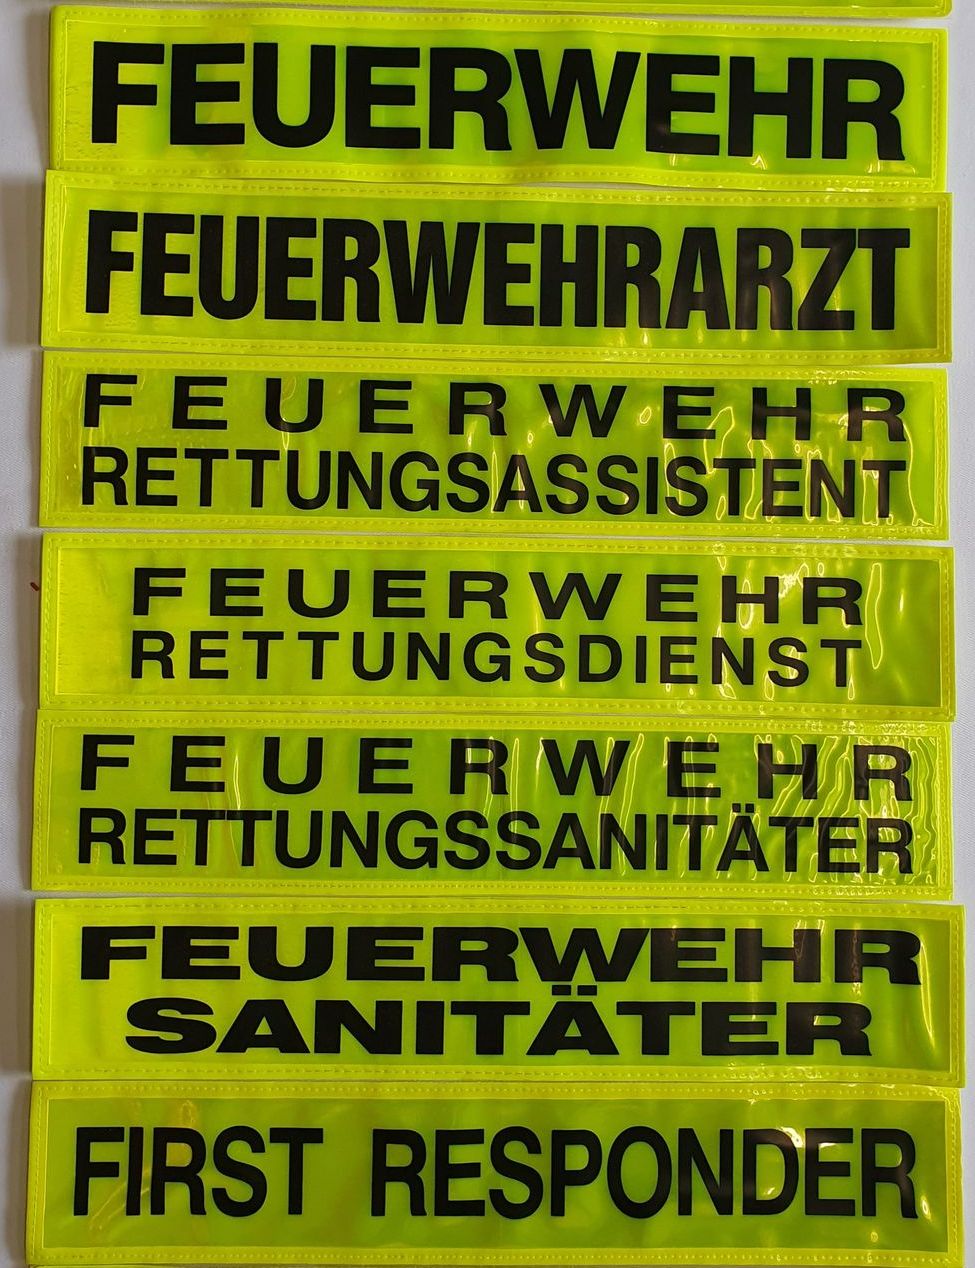 FEUERWEHR
FEUERWEHRARZT
FEUERWEHR
RETTUNGSASSISTENT
FEUERWEHR
RETTUNGSDIENST
FEUERWEHR
RETTUNGSSANITÄTER
FEUERWEHR
SANITÄTER
FIRST RESPONDER